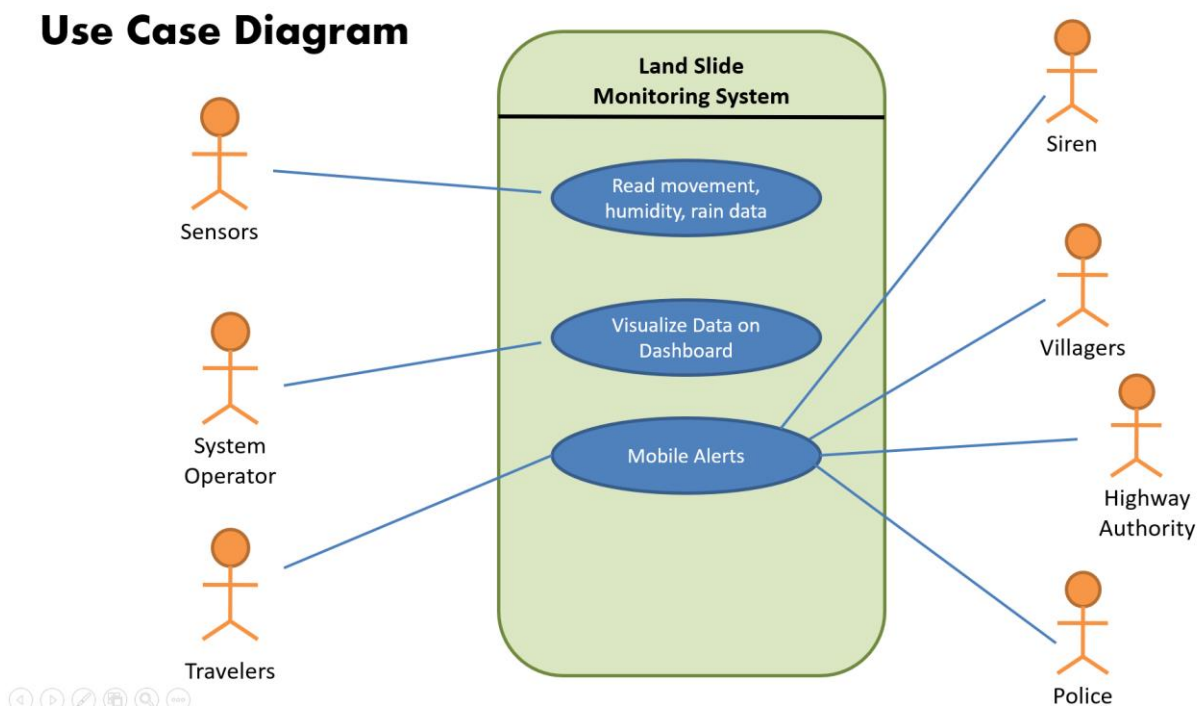 Use Case Diagram
Land Slide
Monitoring System
Sensors
Read movement,
humidity, rain data
Siren
System
Operator
Visualize Data on
Dashboard
Villagers
Travelers
Mobile Alerts
Highway
Authority
Police